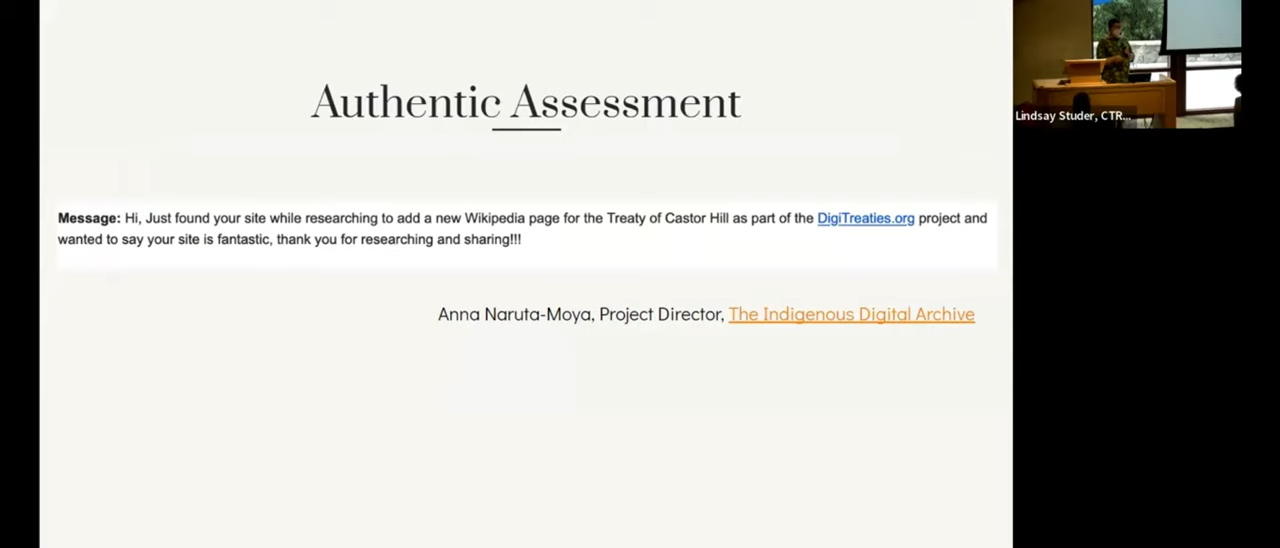 Authentic Assessment
Message: Hi, Just found your site while researching to add a new Wikipedia page for the Treaty of Castor Hill as part of the DigiTreaties.org project and
wanted to say your site is fantastic, thank you for researching and sharing!!!
Anna Naruta-Moya, Project Director, The Indigenous Digital Archive
Lindsay Studer, CTR...